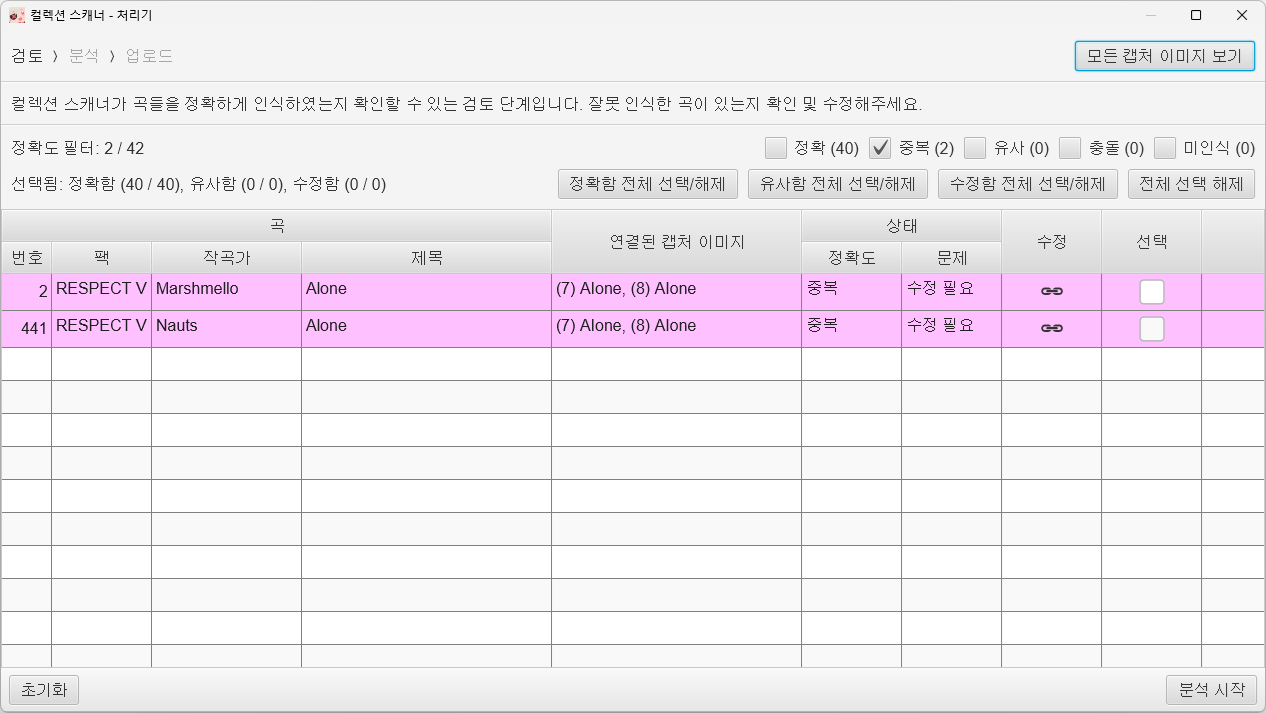 컬렉션 스캐너 - 처리기
검토 > 분석 > 업로드 모든 캡처 이미지 보기
컬렉션 스캐너가 곡들을 정확하게 인식하였는지 확인할 수 있는 검토 단계입니다. 잘못 인식한 곡이 있는지 확인 및 수정해주세요.
정확도 필터: 2 / 42 정확 (40) 중복 (2) 유사 (0) 충돌 (0) 미인식 (0)
선택됨: 정확함 (40 / 40), 유사함 (0 / 0), 수정함 (0 / 0) 정확함 전체 선택/해제 유사함 전체 선택/해제 수정함 전체 선택/해제 전체 선택 해제
곡 연결된 캡처 이미지 상태 수정 선택
번호 팩 작곡가 제목 정확도 문제
2 RESPECT V Marshmello Alone (7) Alone, (8) Alone 중복 수정 필요
441 RESPECT V Nauts Alone (7) Alone, (8) Alone 중복 수정 필요
초기화 분석 시작